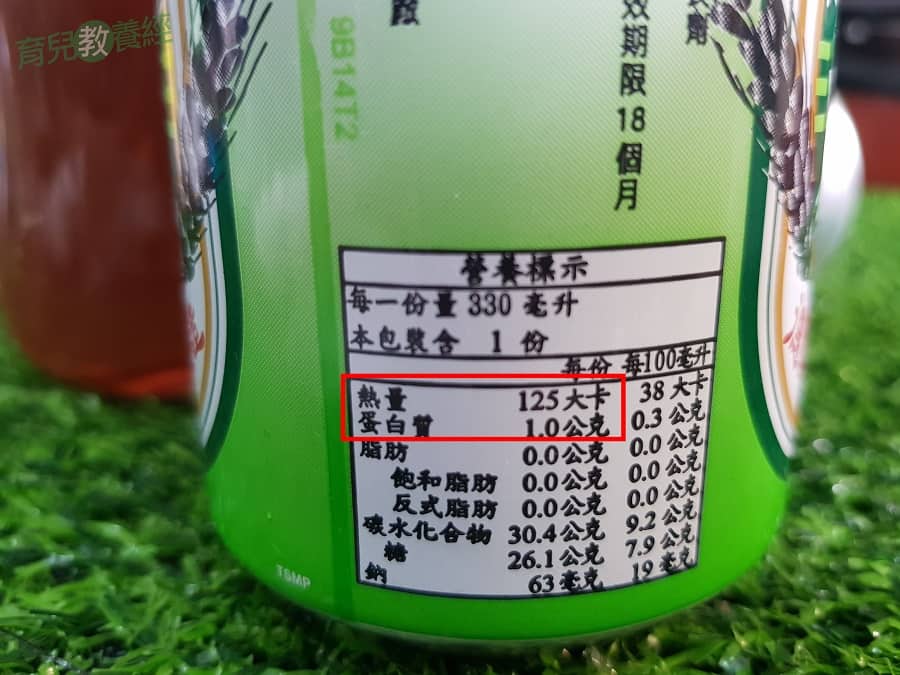 育兒教養經
9B14T2
效期限18個月
營養標示
每一份量 330 毫升
本包裝含 1 份
每份 每100毫升
熱量 125大卡 38 大卡
蛋白質 1.0公克 0.3 公克
脂肪 0.0公克 0.0 公克
飽和脂肪 0.0公克 0.0 公克
反式脂肪 0.0公克 0.0 公克
碳水化合物 30.4公克 9.2 公克
糖 26.1公克 7.9 公克
鈉 63 毫克 19 毫克
TSMP